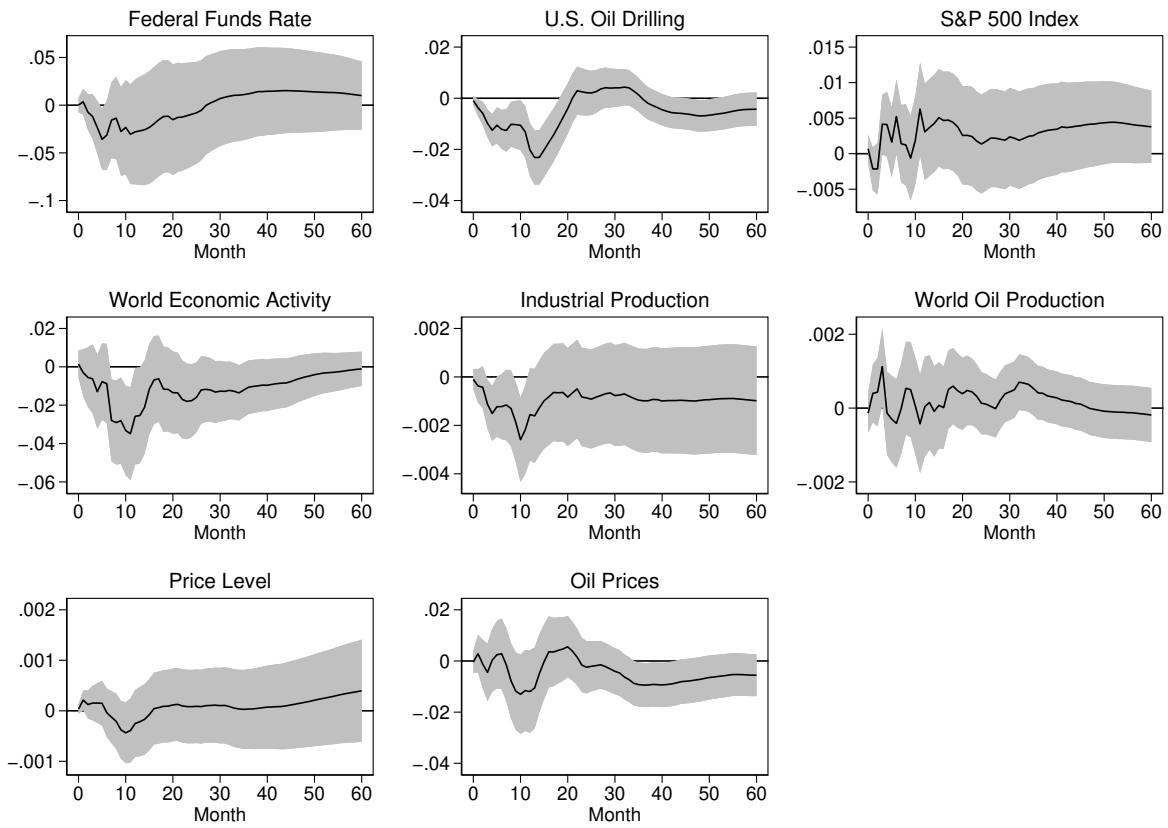 Federal Funds Rate
.05
0
−.05
−.1
0 10 20 30 40 50 60
Month
U.S. Oil Drilling
.02
0
−.02
−.04
0 10 20 30 40 50 60
Month
S&P 500 Index
.015
.01
.005
0
−.005
0 10 20 30 40 50 60
Month
World Economic Activity
.02
0
−.02
−.04
−.06
0 10 20 30 40 50 60
Month
Industrial Production
.002
0
−.002
−.004
0 10 20 30 40 50 60
Month
World Oil Production
.002
0
−.002
0 10 20 30 40 50 60
Month
Price Level
.002
.001
0
−.001
0 10 20 30 40 50 60
Month
Oil Prices
.02
0
−.02
−.04
0 10 20 30 40 50 60
Month